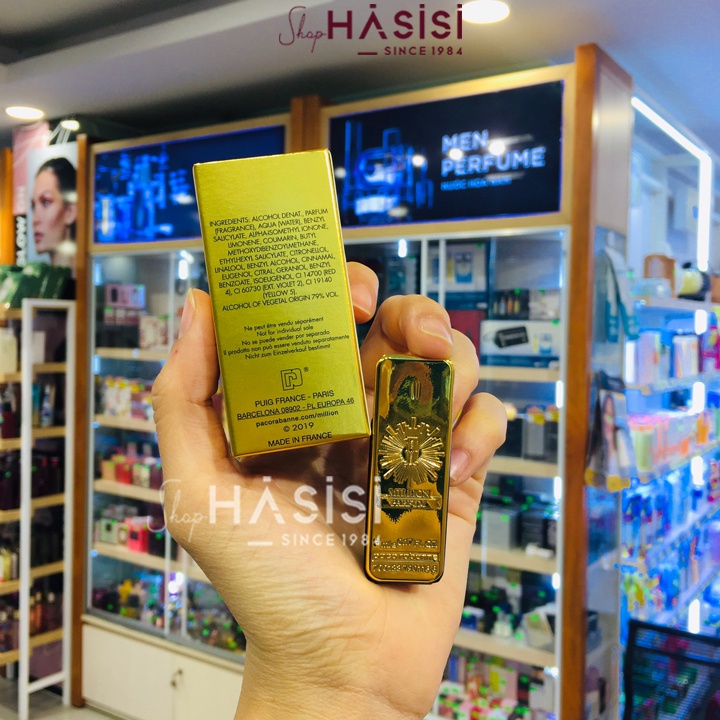 Shop HASISI
SINCE 1984
MEN
PERFUME
INGREDIENTS: ALCOHOL DENAT., PARFUM
(FRAGRANCE), AQUA (WATER), BENZYL
SALICYLATE, ALPHA-ISOMETHYL IONONE,
LIMONENE, COUMARIN, BUTYL
METHOXYDIBENZOYLMETHANE,
ETHYLHEXYL SALICYLATE, CITRONELLOL,
LINALOOL, BENZYL ALCOHOL, CINNAMAL,
EUGENOL, CITRAL, GERANIOL, BENZYL
BENZOATE, ISOEUGENOL, CI 14700 (RED
4), CI 60730 (EXT. VIOLET 2), CI 19140
(YELLOW 5).
ALCOHOL OF VEGETAL ORIGIN 79% VOL.
Ne peut être vendu séparément
Not for individual sale
No se puede vender por separado
Il prodotto non può essere venduto separatamente
Nicht zum Einzelverkauf bestimmt
PUIG FRANCE - PARIS
BARCELONA 08902 - PL EUROPA 46
pacorabanne.com/million
© 2019
MADE IN FRANCE
1
MILLION
PARFUM
Shop HASISI
SINCE 1984